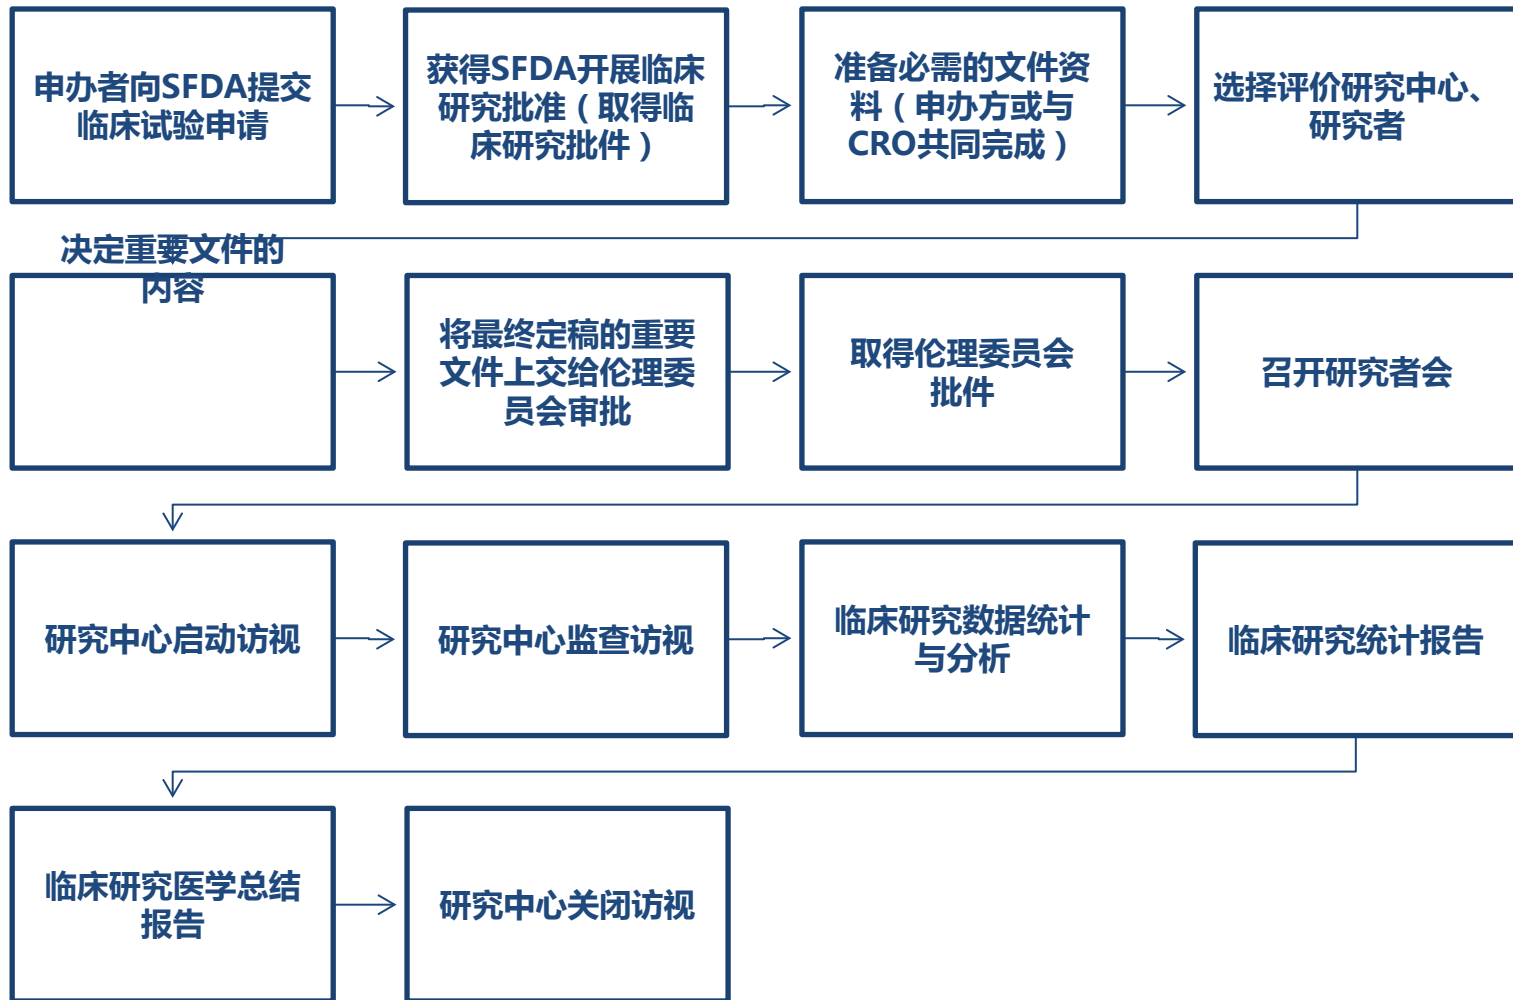 申办者向SFDA提交
临床试验申请
获得SFDA开展临床
研究批准（取得临
床研究批件）
准备必需的文件资
料（申办方或与
CRO共同完成）
选择评价研究中心、
研究者
决定重要文件的
内容
将最终定稿的重要
文件上交给伦理委
员会审批
取得伦理委员会
批件
召开研究者会
研究中心启动访视
研究中心监查访视
临床研究数据统计
与分析
临床研究统计报告
临床研究医学总结
报告
研究中心关闭访视